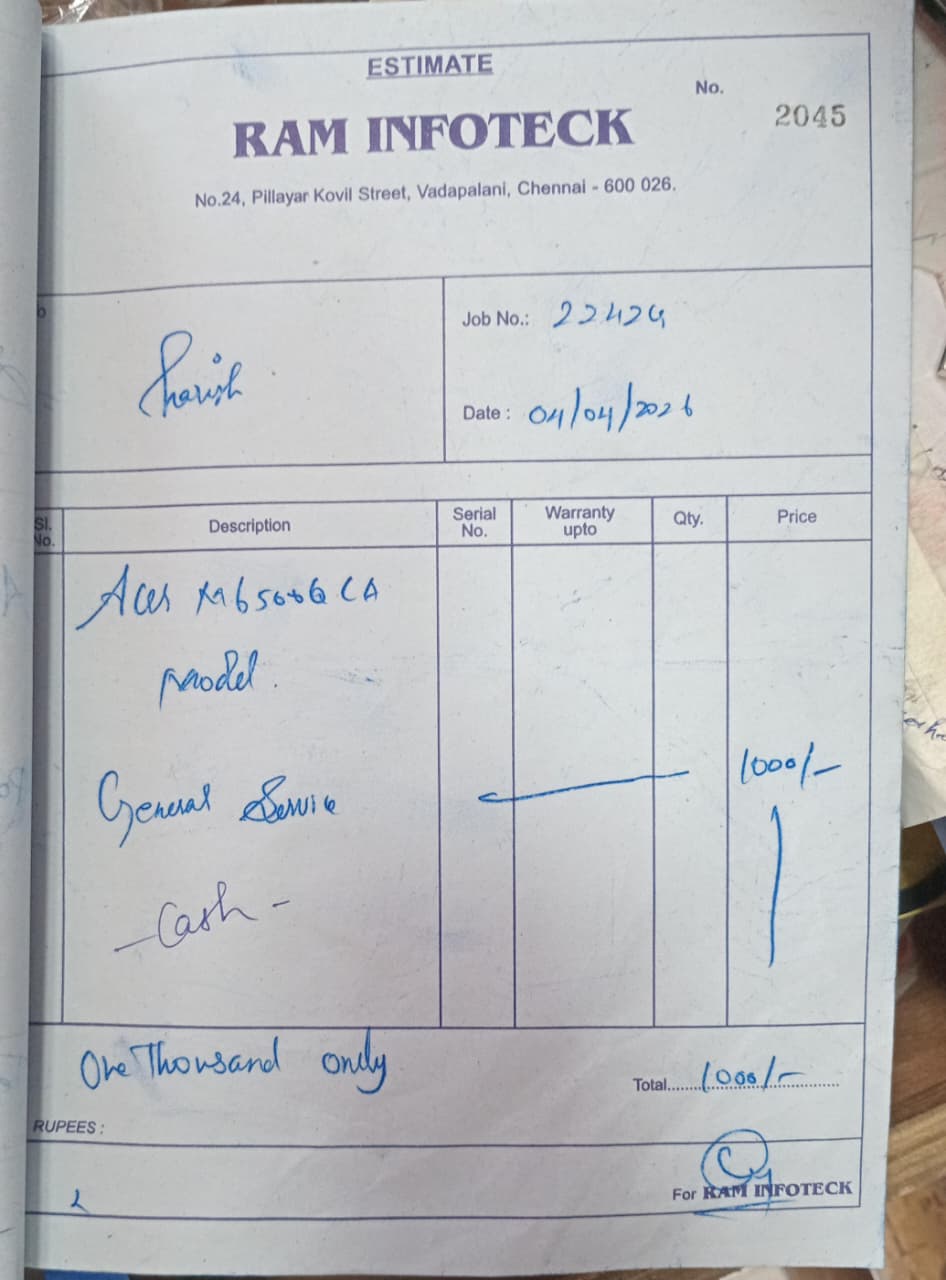 ESTIMATE
No.
2045
RAM INFOTECK
No.24, Pillayar Kovil Street, Vadapalani, Chennai - 600 026.
Harish
Job No.: 22424
Date : 04/04/2026
Sl. No. Description Serial No. Warranty upto Qty. Price
Acer
Model.
General Service 1000/-
- Cash -
One Thousand only
Total 1000/-
RUPEES :
For RAM INFOTECK